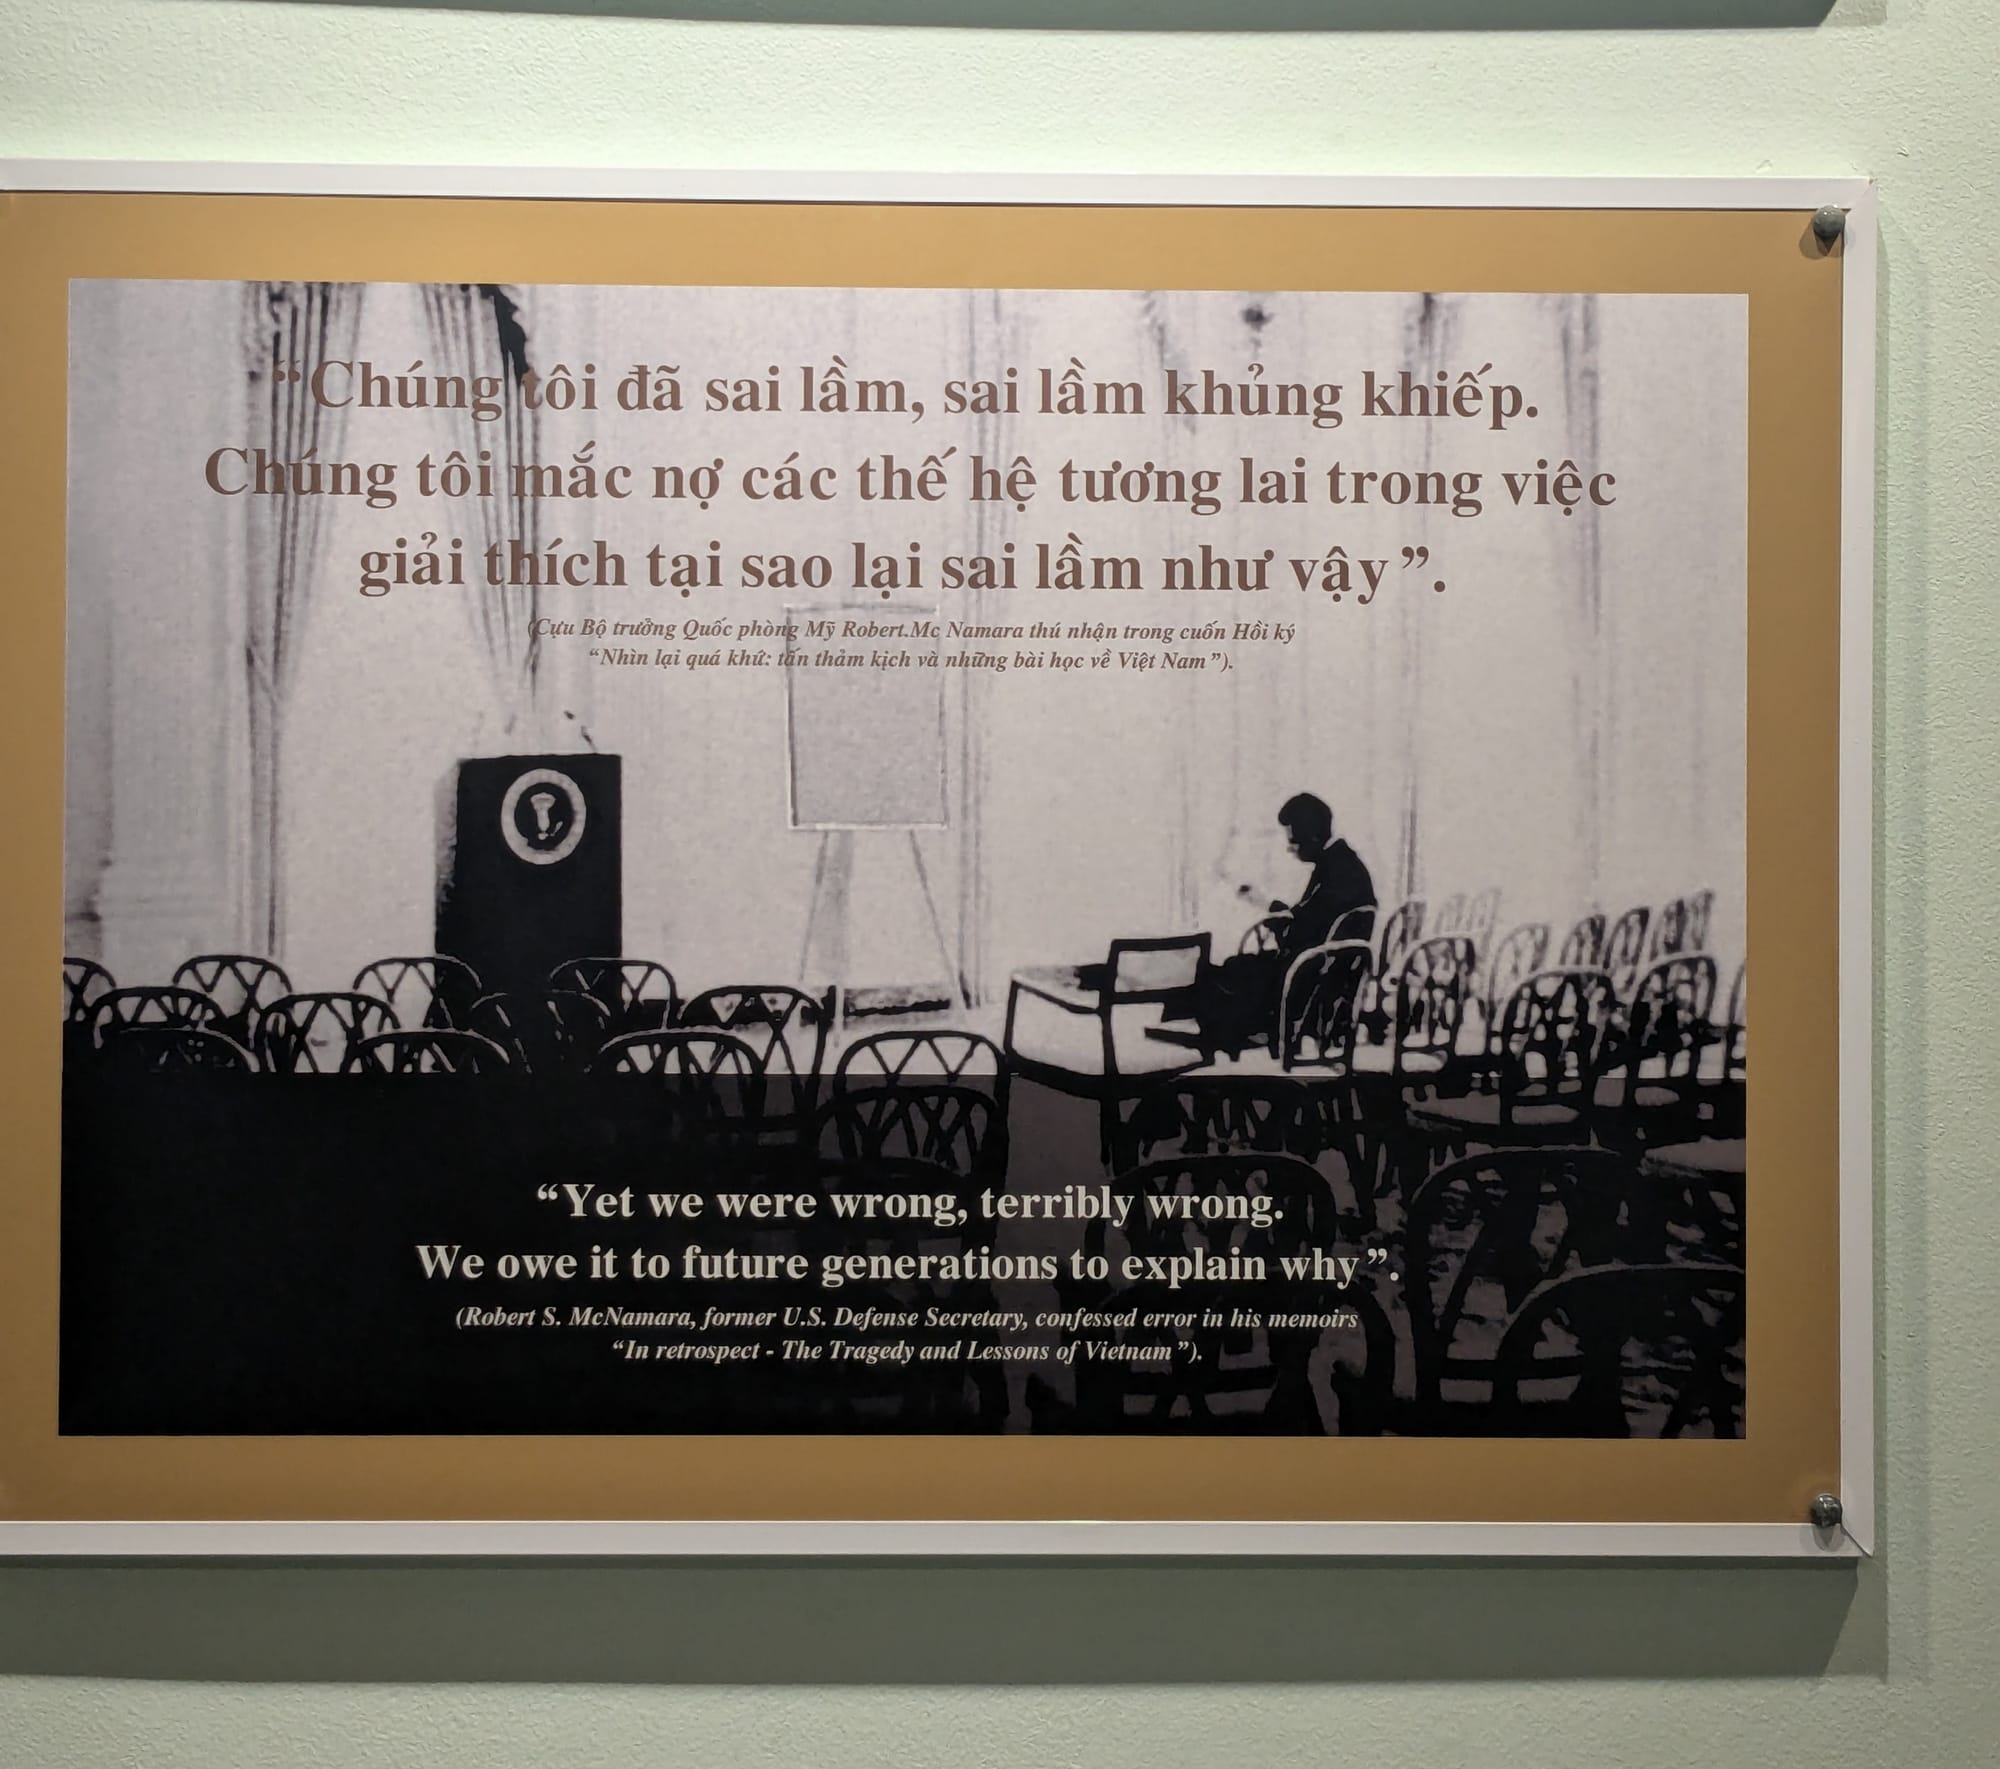 “Chúng tôi đã sai lầm, sai lầm khủng khiếp.
Chúng tôi mắc nợ các thế hệ tương lai trong việc
giải thích tại sao lại sai lầm như vậy”.
(Cựu Bộ trưởng Quốc phòng Mỹ Robert.Mc Namara thú nhận trong cuốn Hồi ký
“Nhìn lại quá khứ: tấn thảm kịch và những bài học về Việt Nam”).
“Yet we were wrong, terribly wrong.
We owe it to future generations to explain why”.
(Robert S. McNamara, former U.S. Defense Secretary, confessed error in his memoirs
“In retrospect - The Tragedy and Lessons of Vietnam”).